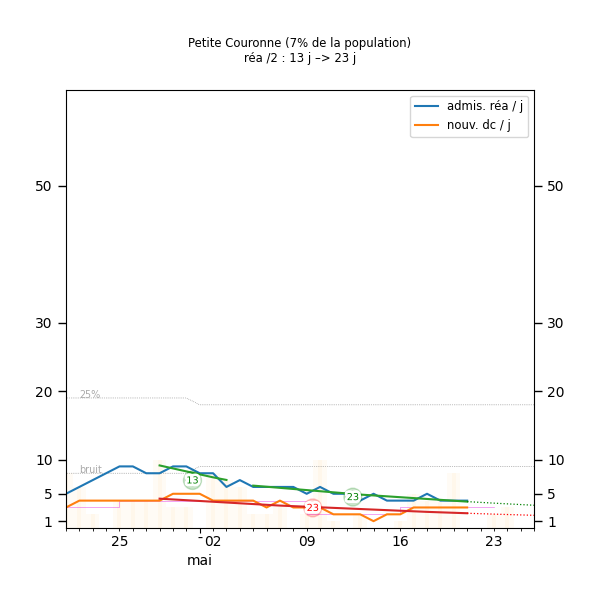 Petite Couronne (7% de la population)
réa /2 : 13 j –> 23 j
admis. réa / j
nouv. dc / j
50 50
30 30
25%
20 20
bruit
10 10
13
23
5 5
23
1 1
25 02 09 16 23
mai